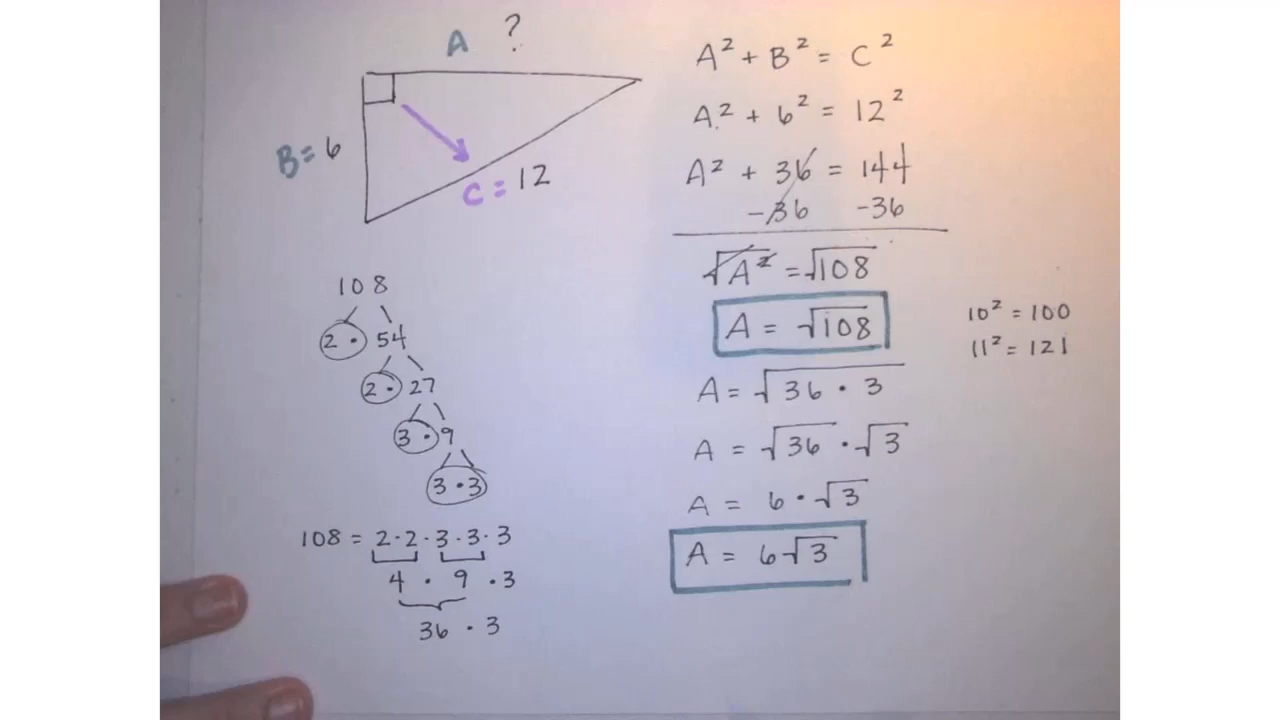 A ?
B = 6
C = 12
108
2 · 54
2 · 27
3 · 9
3 · 3
108 = 2 · 2 · 3 · 3 · 3
4 · 9 · 3
36 · 3
A² + B² = C²
A² + 6² = 12²
A² + 36 = 144
-36 -36
√A² = √108
A = √108
A = √36 · 3
A = √36 · √3
A = 6 · √3
A = 6√3
10² = 100
11² = 121